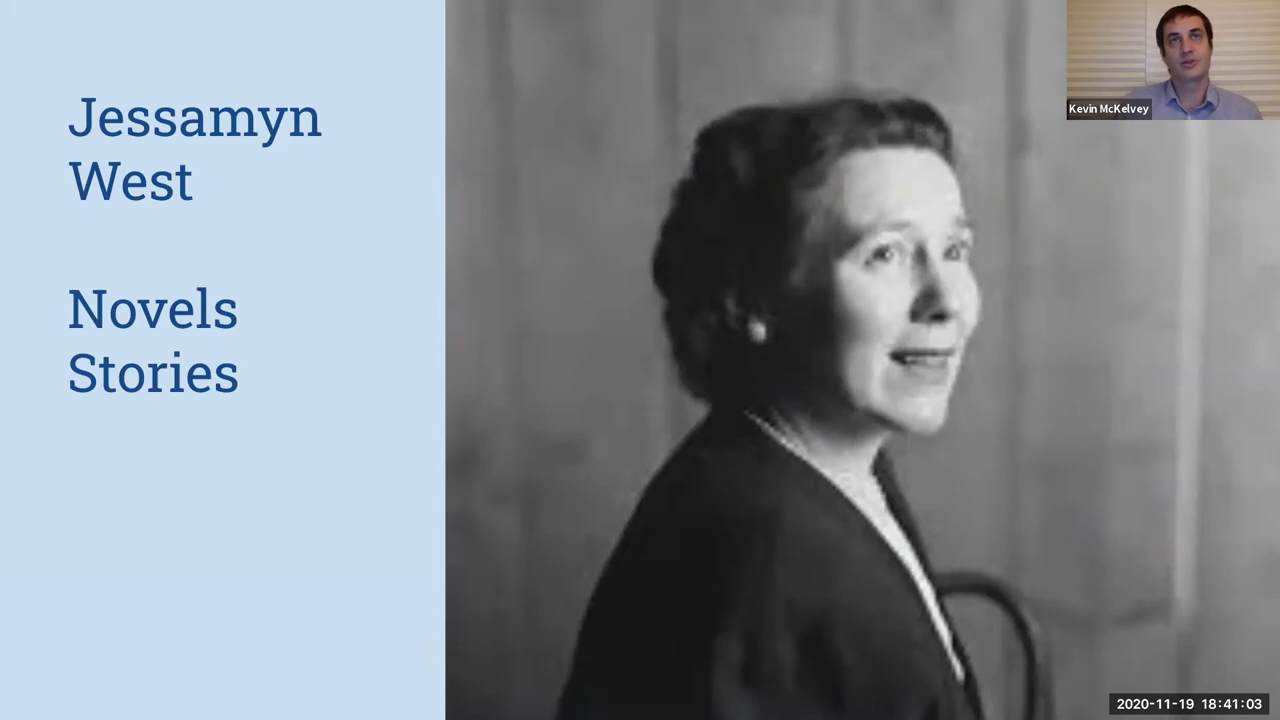 Jessamyn
West
Novels
Stories
Kevin McKelvey
2020-11-19 18:41:03